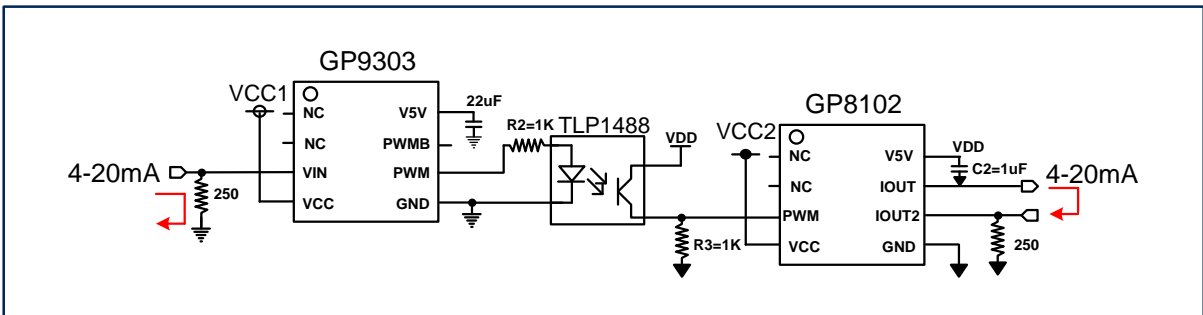 GP9303
VCC1
NC
V5V
22uF
NC
PWMB
R2=1K
TLP1488
VDD
4-20mA
VIN
PWM
250
VCC
GND
R3=1K
GP8102
VCC2
NC
V5V
VDD
C2=1uF
NC
IOUT
4-20mA
PWM
IOUT2
VCC
GND
250